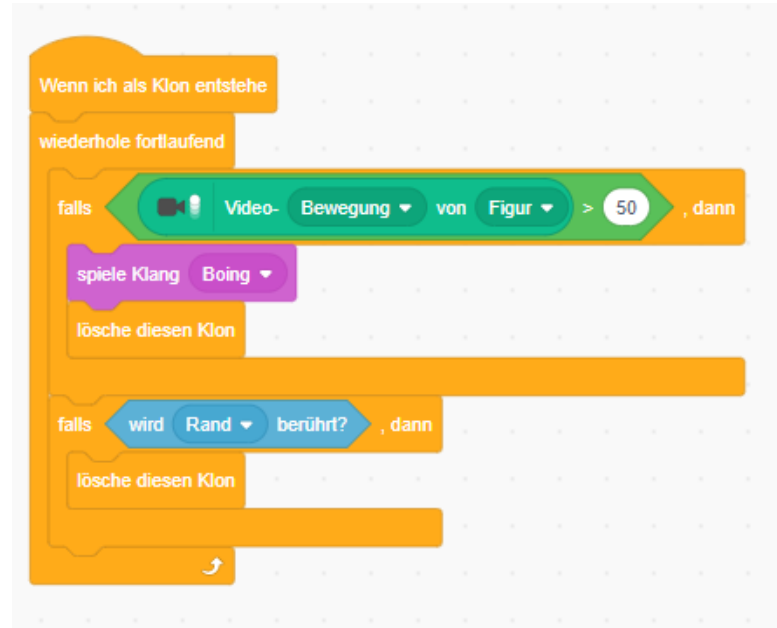 Wenn ich als Klon entstehe
wiederhole fortlaufend
falls Video- Bewegung von Figur > 50 , dann
spiele Klang Boing
lösche diesen Klon
falls wird Rand berührt? , dann
lösche diesen Klon